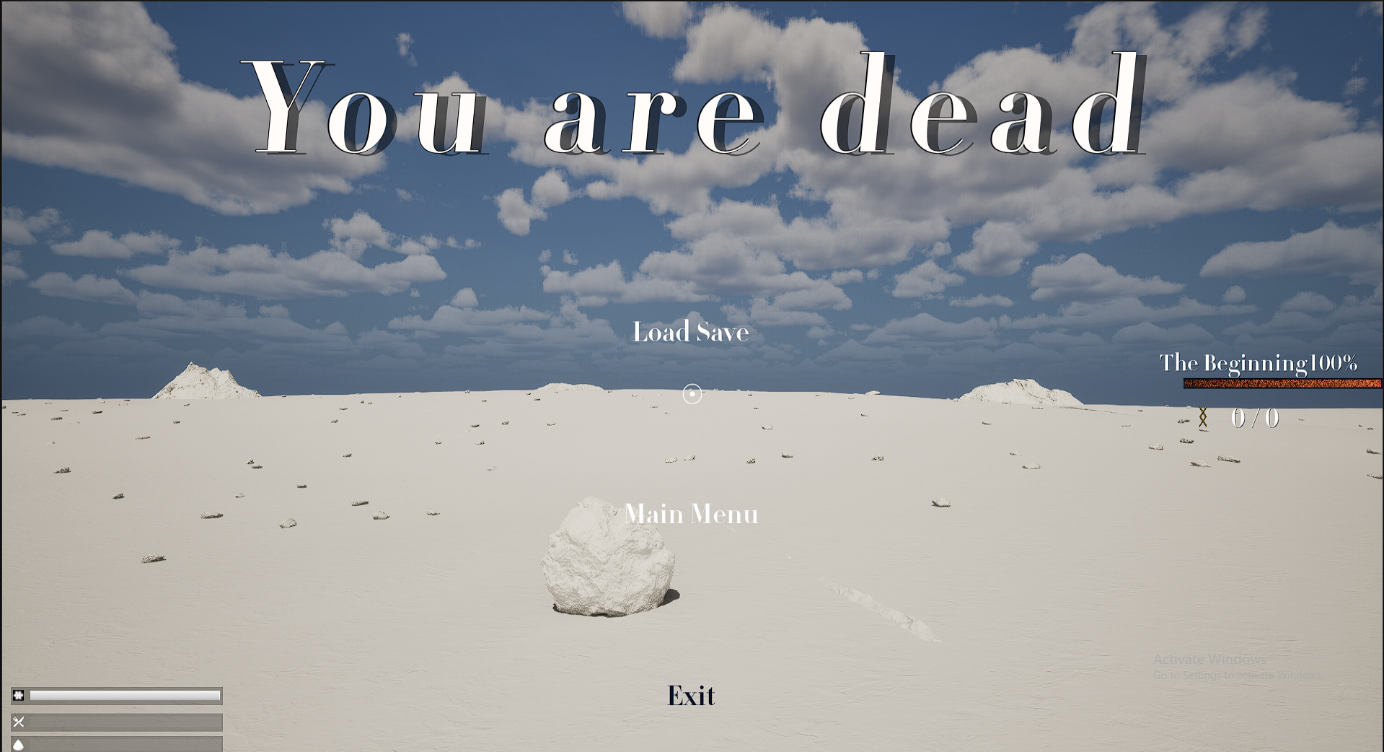 You are dead
Load Save
The Beginning100%
0 / 0
Main Menu
Activate Windows
Go to Settings to activate Windows.
Exit